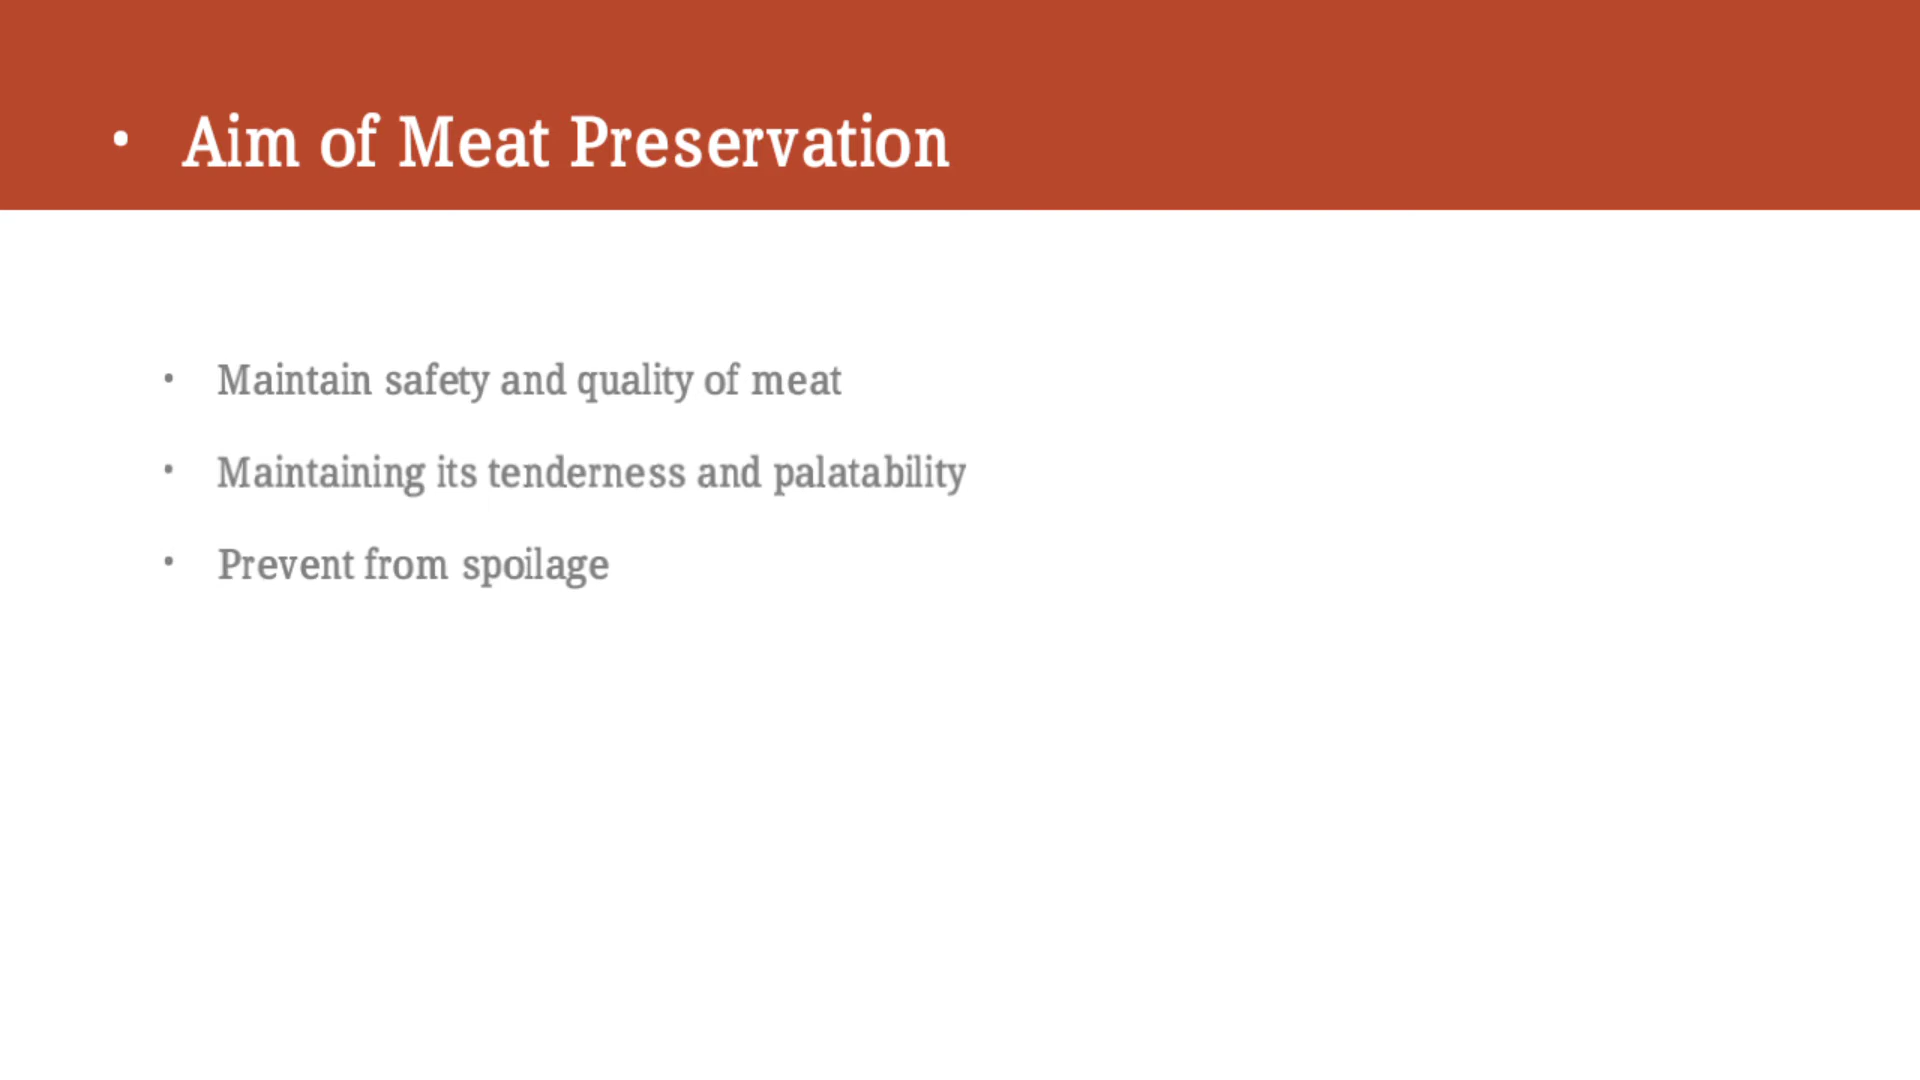 • Aim of Meat Preservation
• Maintain safety and quality of meat
• Maintaining its tenderness and palatability
• Prevent from spoilage